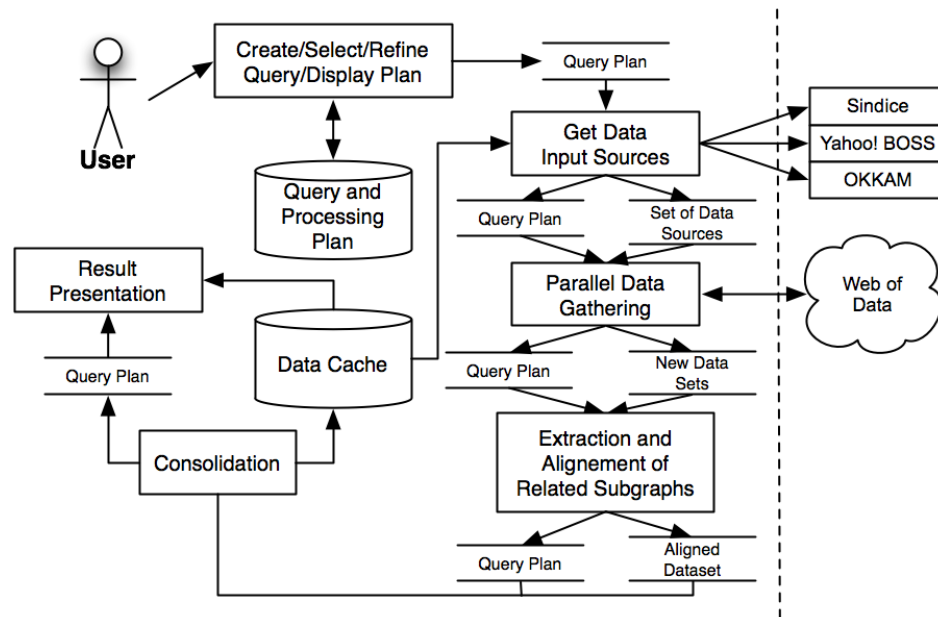 Create/Select/Refine
Query/Display Plan
Query Plan
User
Get Data
Input Sources
Sindice
Yahoo! BOSS
OKKAM
Query and
Processing
Plan
Query Plan
Set of Data
Sources
Result
Presentation
Parallel Data
Gathering
Web of
Data
Data Cache
Query Plan
Query Plan
New Data
Sets
Consolidation
Extraction and
Alignement of
Related Subgraphs
Query Plan
Aligned
Dataset